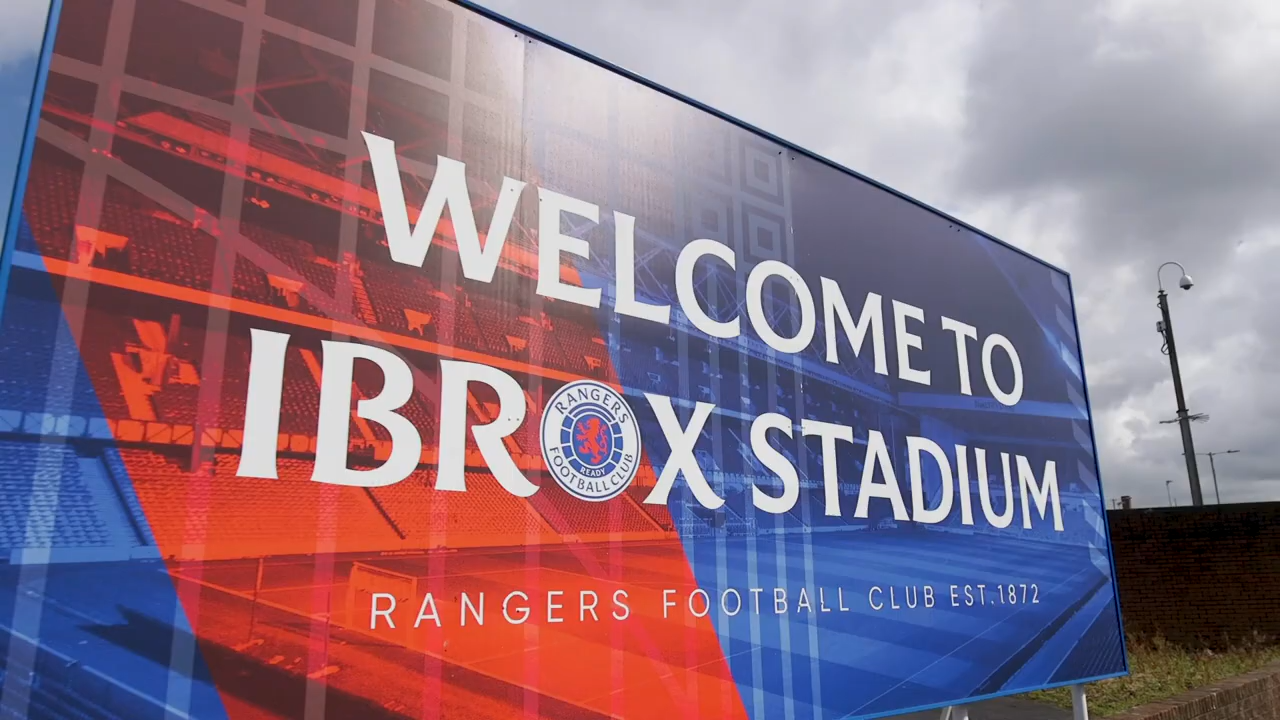 WELCOME TO
IBROX STADIUM
RANGERS
FOOTBALL CLUB
READY
RANGERS FOOTBALL CLUB EST.1872